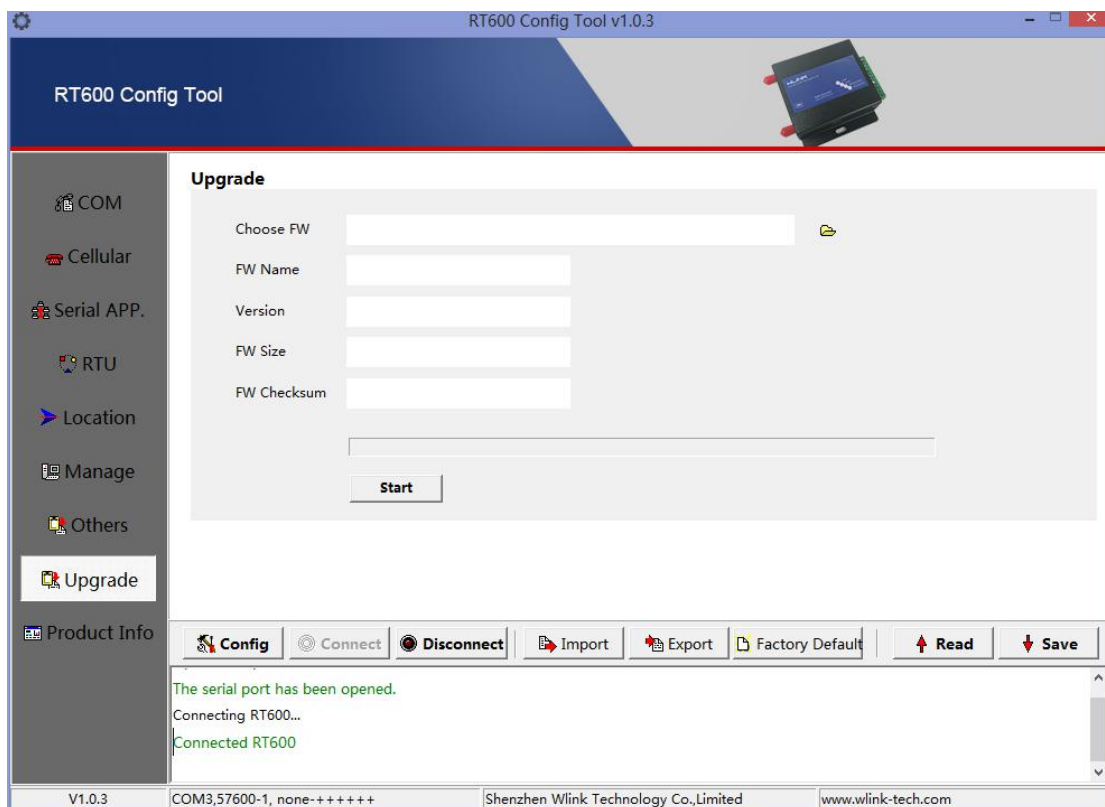 RT600 Config Tool v1.0.3
RT600 Config Tool
COM
Cellular
Serial APP.
RTU
Location
Manage
Others
Upgrade
Product Info
Upgrade
Choose FW
FW Name
Version
FW Size
FW Checksum
Start
Config
Connect
Disconnect
Import
Export
Factory Default
Read
Save
The serial port has been opened.
Connecting RT600...
Connected RT600
V1.0.3
COM3,57600-1, none-++++++
Shenzhen Wlink Technology Co.,Limited
www.wlink-tech.com